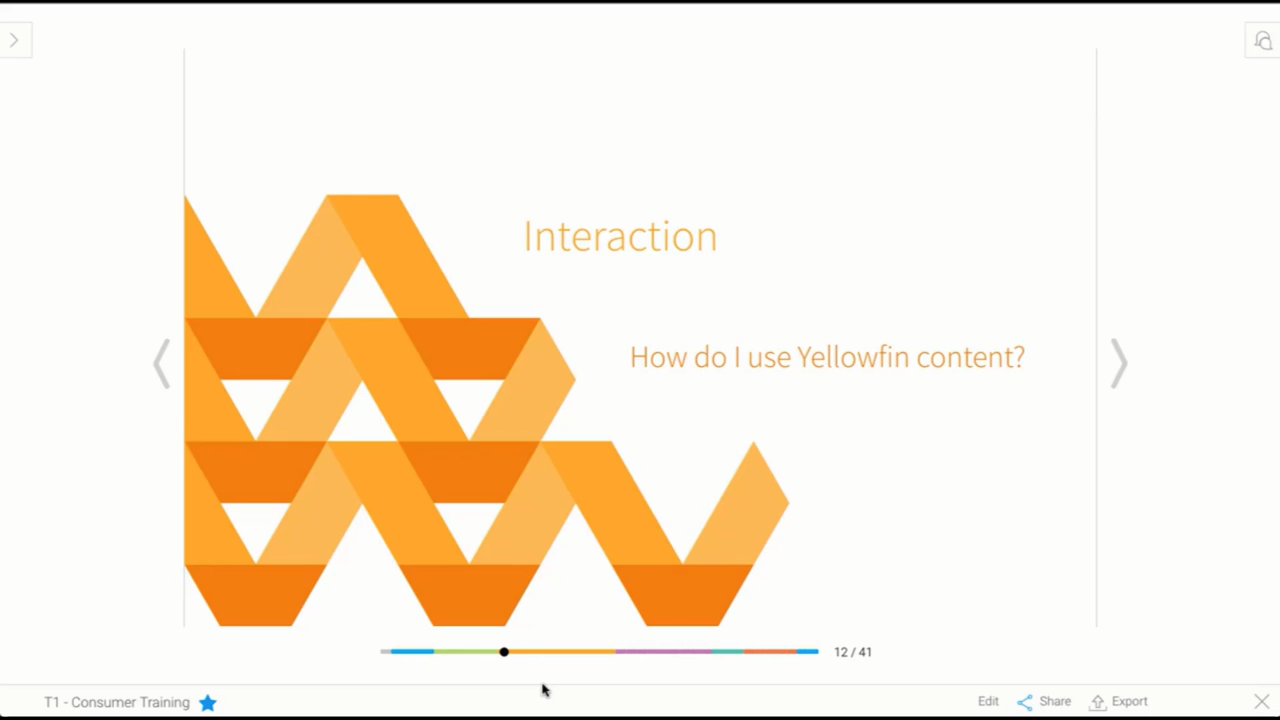 Interaction
How do I use Yellowfin content?
12 / 41
T1 - Consumer Training
Edit
Share
Export